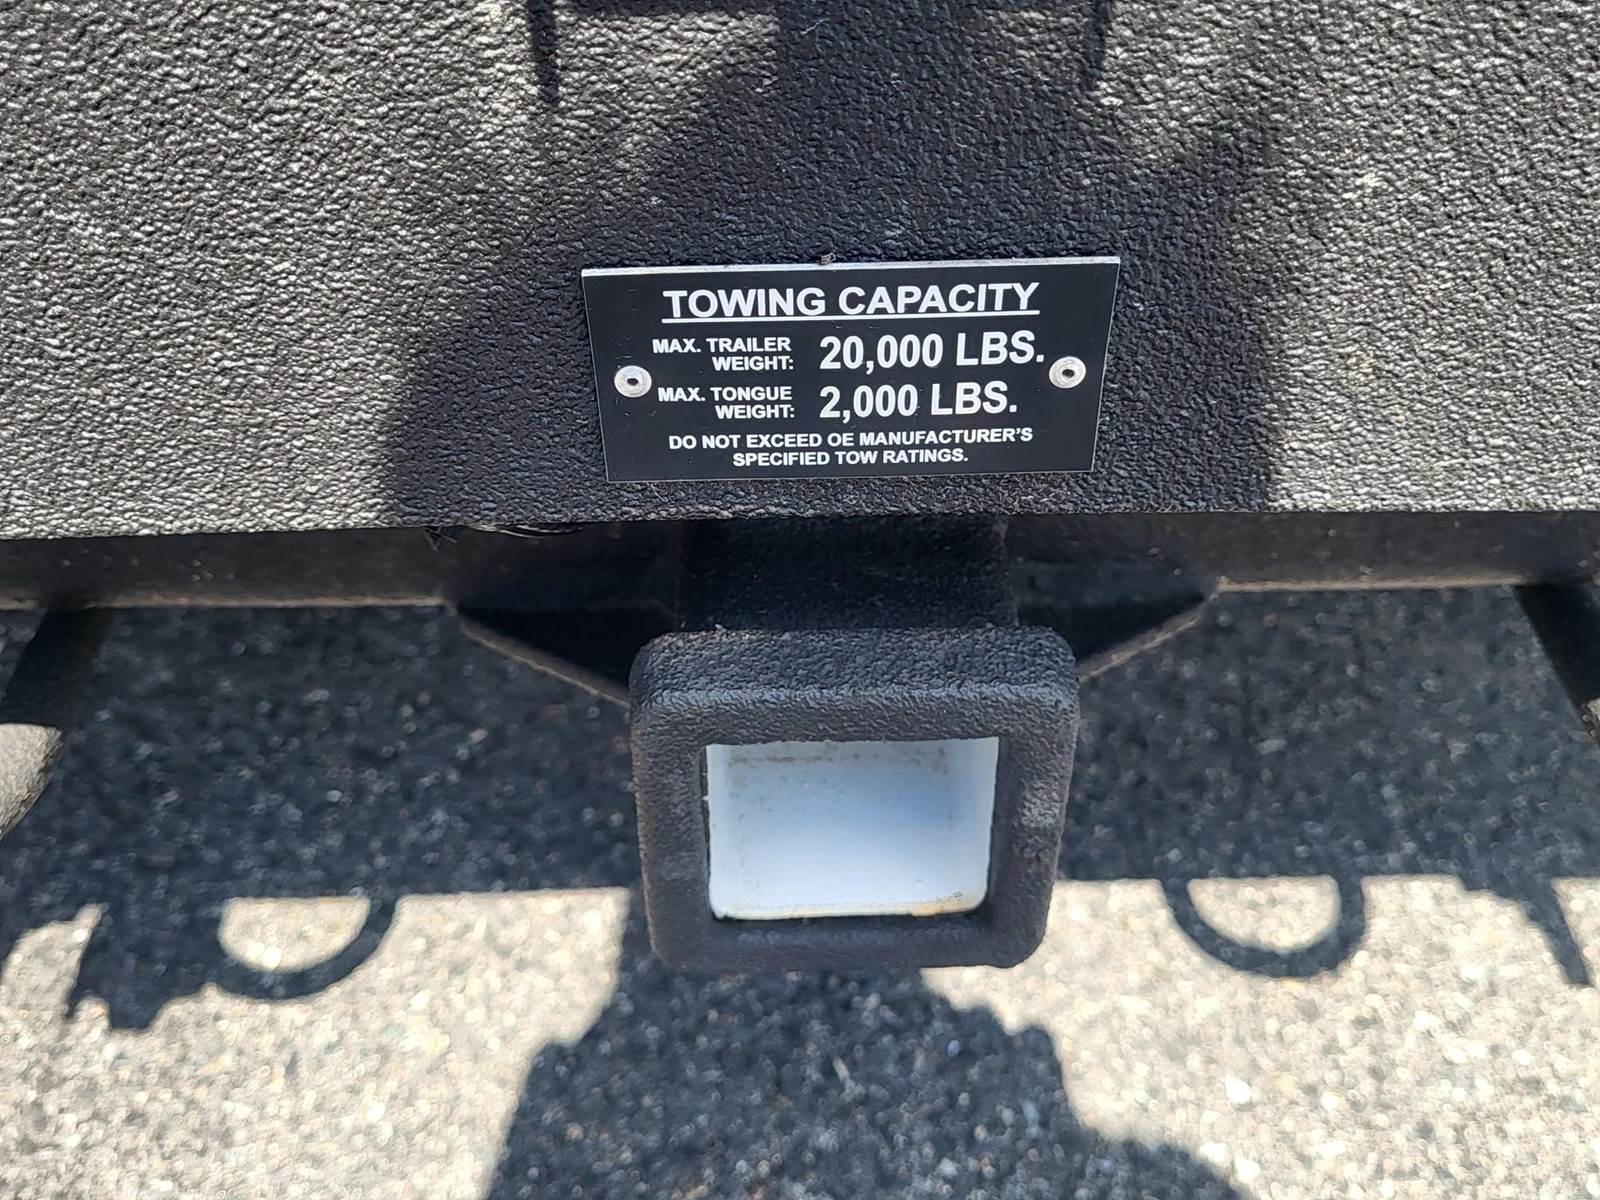 TOWING CAPACITY
MAX. TRAILER WEIGHT: 20,000 LBS.
MAX. TONGUE WEIGHT: 2,000 LBS.
DO NOT EXCEED OE MANUFACTURER'S
SPECIFIED TOW RATINGS.